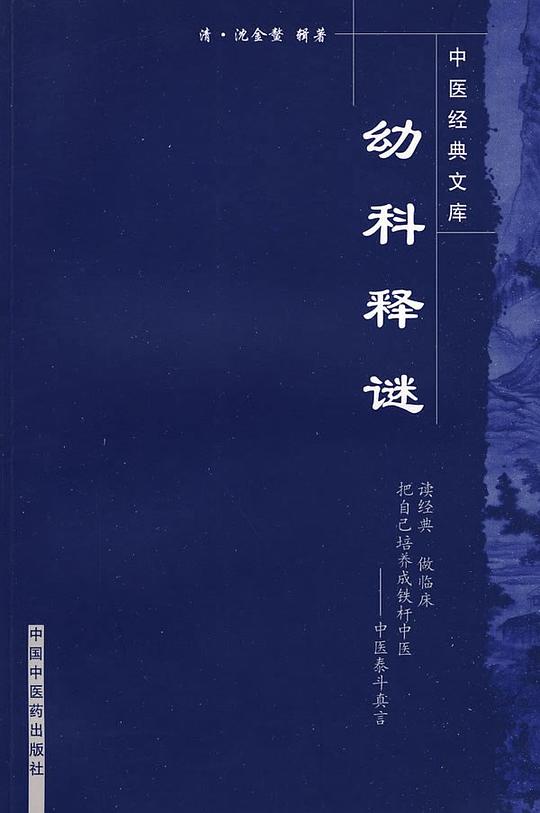 清·沈金鳌 辑著
中医经典文库
幼科释谜
读经典 做临床
把自己培养成铁杆中医
——中医泰斗真言
中国中医药出版社